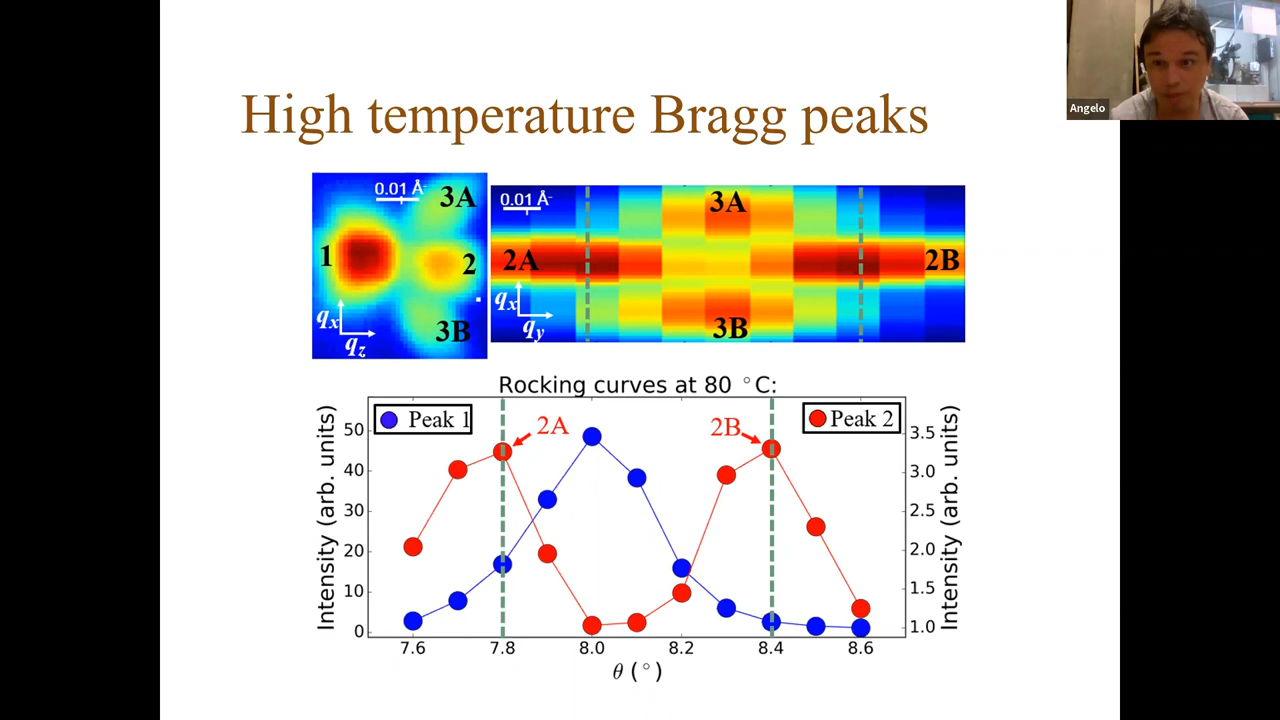 Angelo
High temperature Bragg peaks
0.01 Å⁻
3A
1
2
qx
qz
3B
0.01 Å⁻
3A
2A
2B
qx
qy
3B
Rocking curves at 80 °C:
Peak 1
Peak 2
2A
2B
Intensity (arb. units)
50
40
30
20
10
0
3.5
3.0
2.5
2.0
1.5
1.0
Intensity (arb. units)
7.6 7.8 8.0 8.2 8.4 8.6
θ (°)